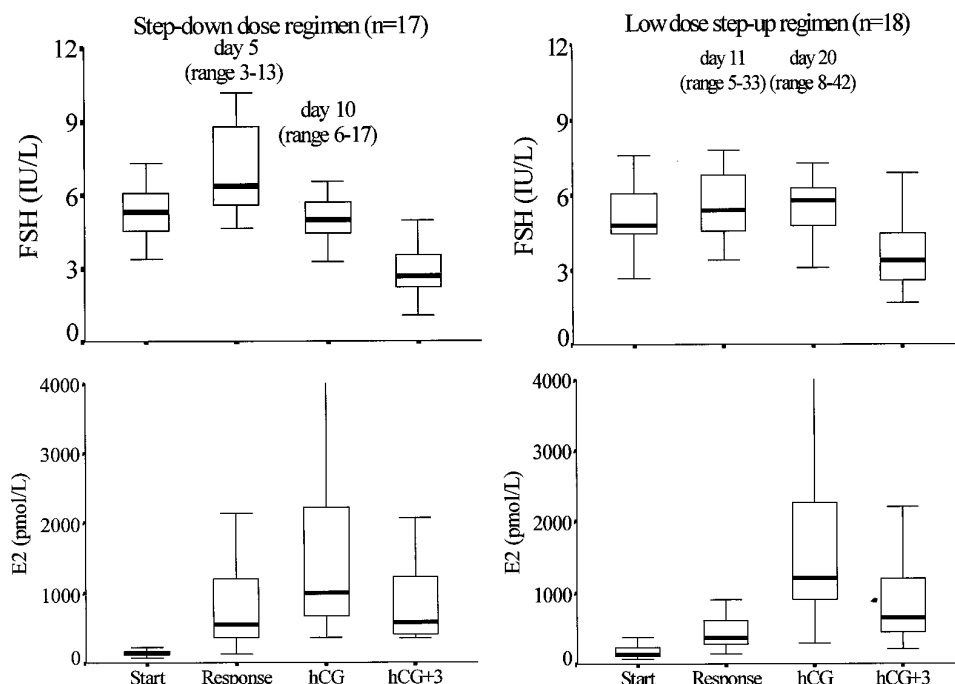 Step-down dose regimen (n=17)
day 5
(range 3-13)
day 10
(range 6-17)
12
9
6
3
0
FSH (IU/L)
Low dose step-up regimen (n=18)
day 11
(range 5-33)
day 20
(range 8-42)
12
9
6
3
0
FSH (IU/L)
4000
3000
2000
1000
0
E2 (pmol/L)
Start Response hCG hCG+3
4000
3000
2000
1000
0
E2 (pmol/L)
Start Response hCG hCG+3